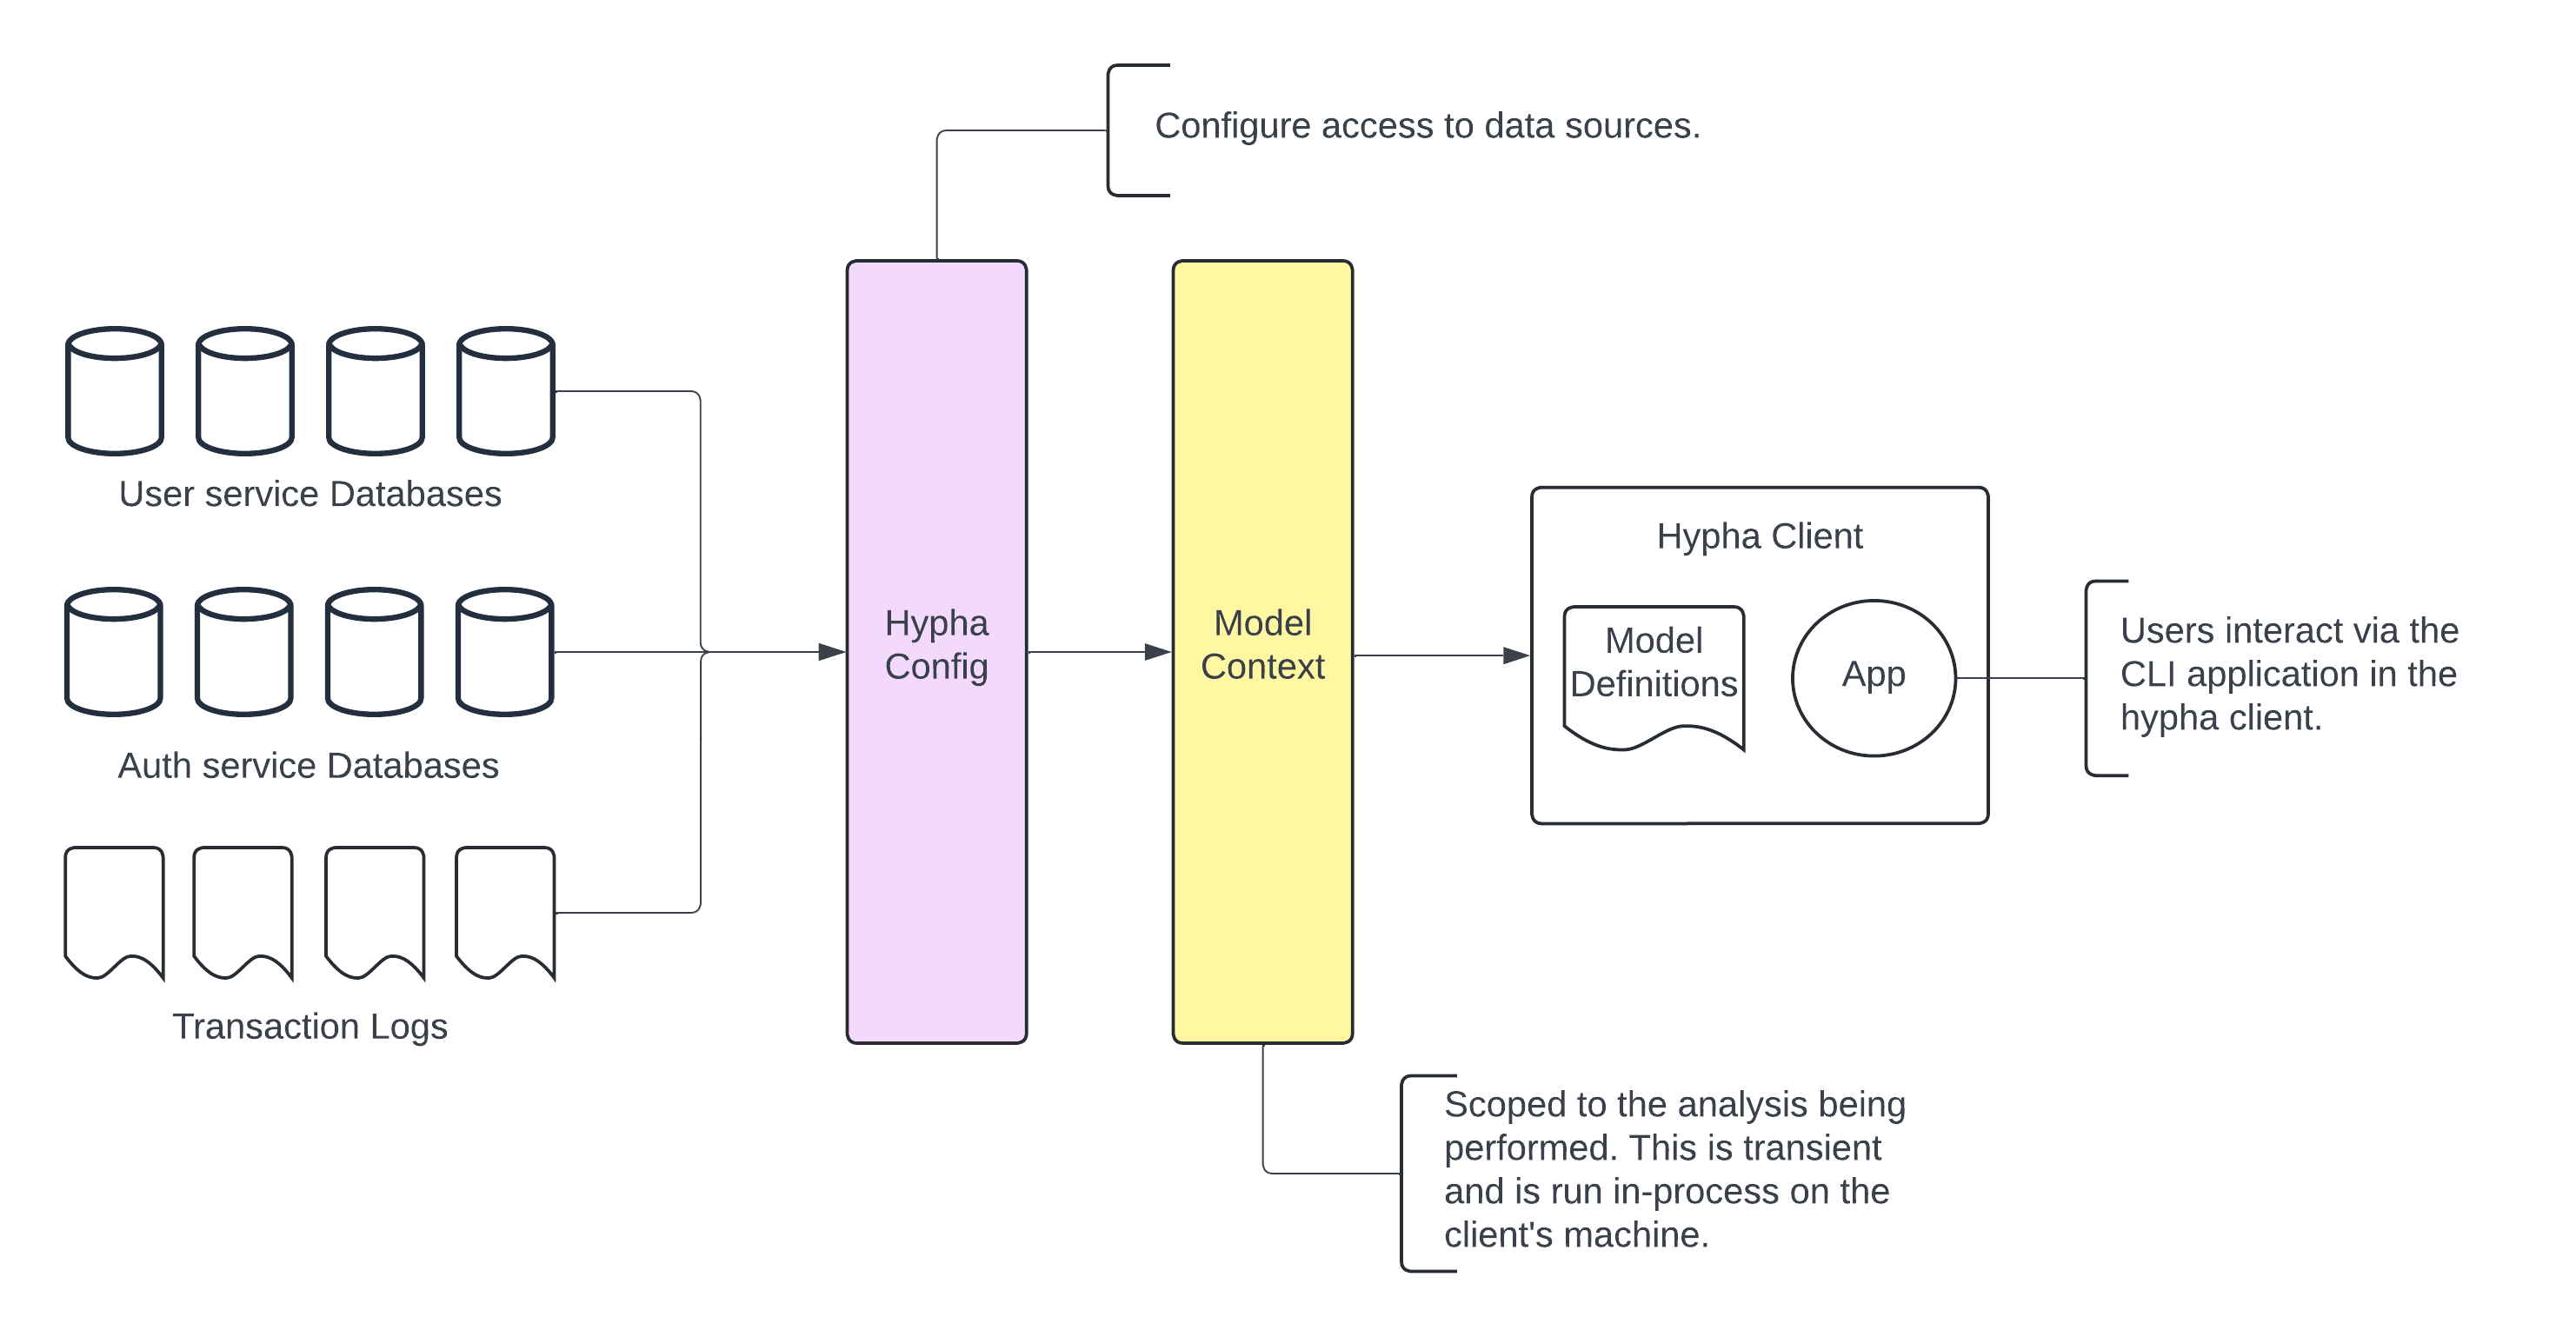 Configure access to data sources.
User service Databases
Auth service Databases
Transaction Logs
Hypha
Config
Model
Context
Hypha Client
Model
Definitions
App
Users interact via the
CLI application in the
hypha client.
Scoped to the analysis being
performed. This is transient
and is run in-process on the
client's machine.